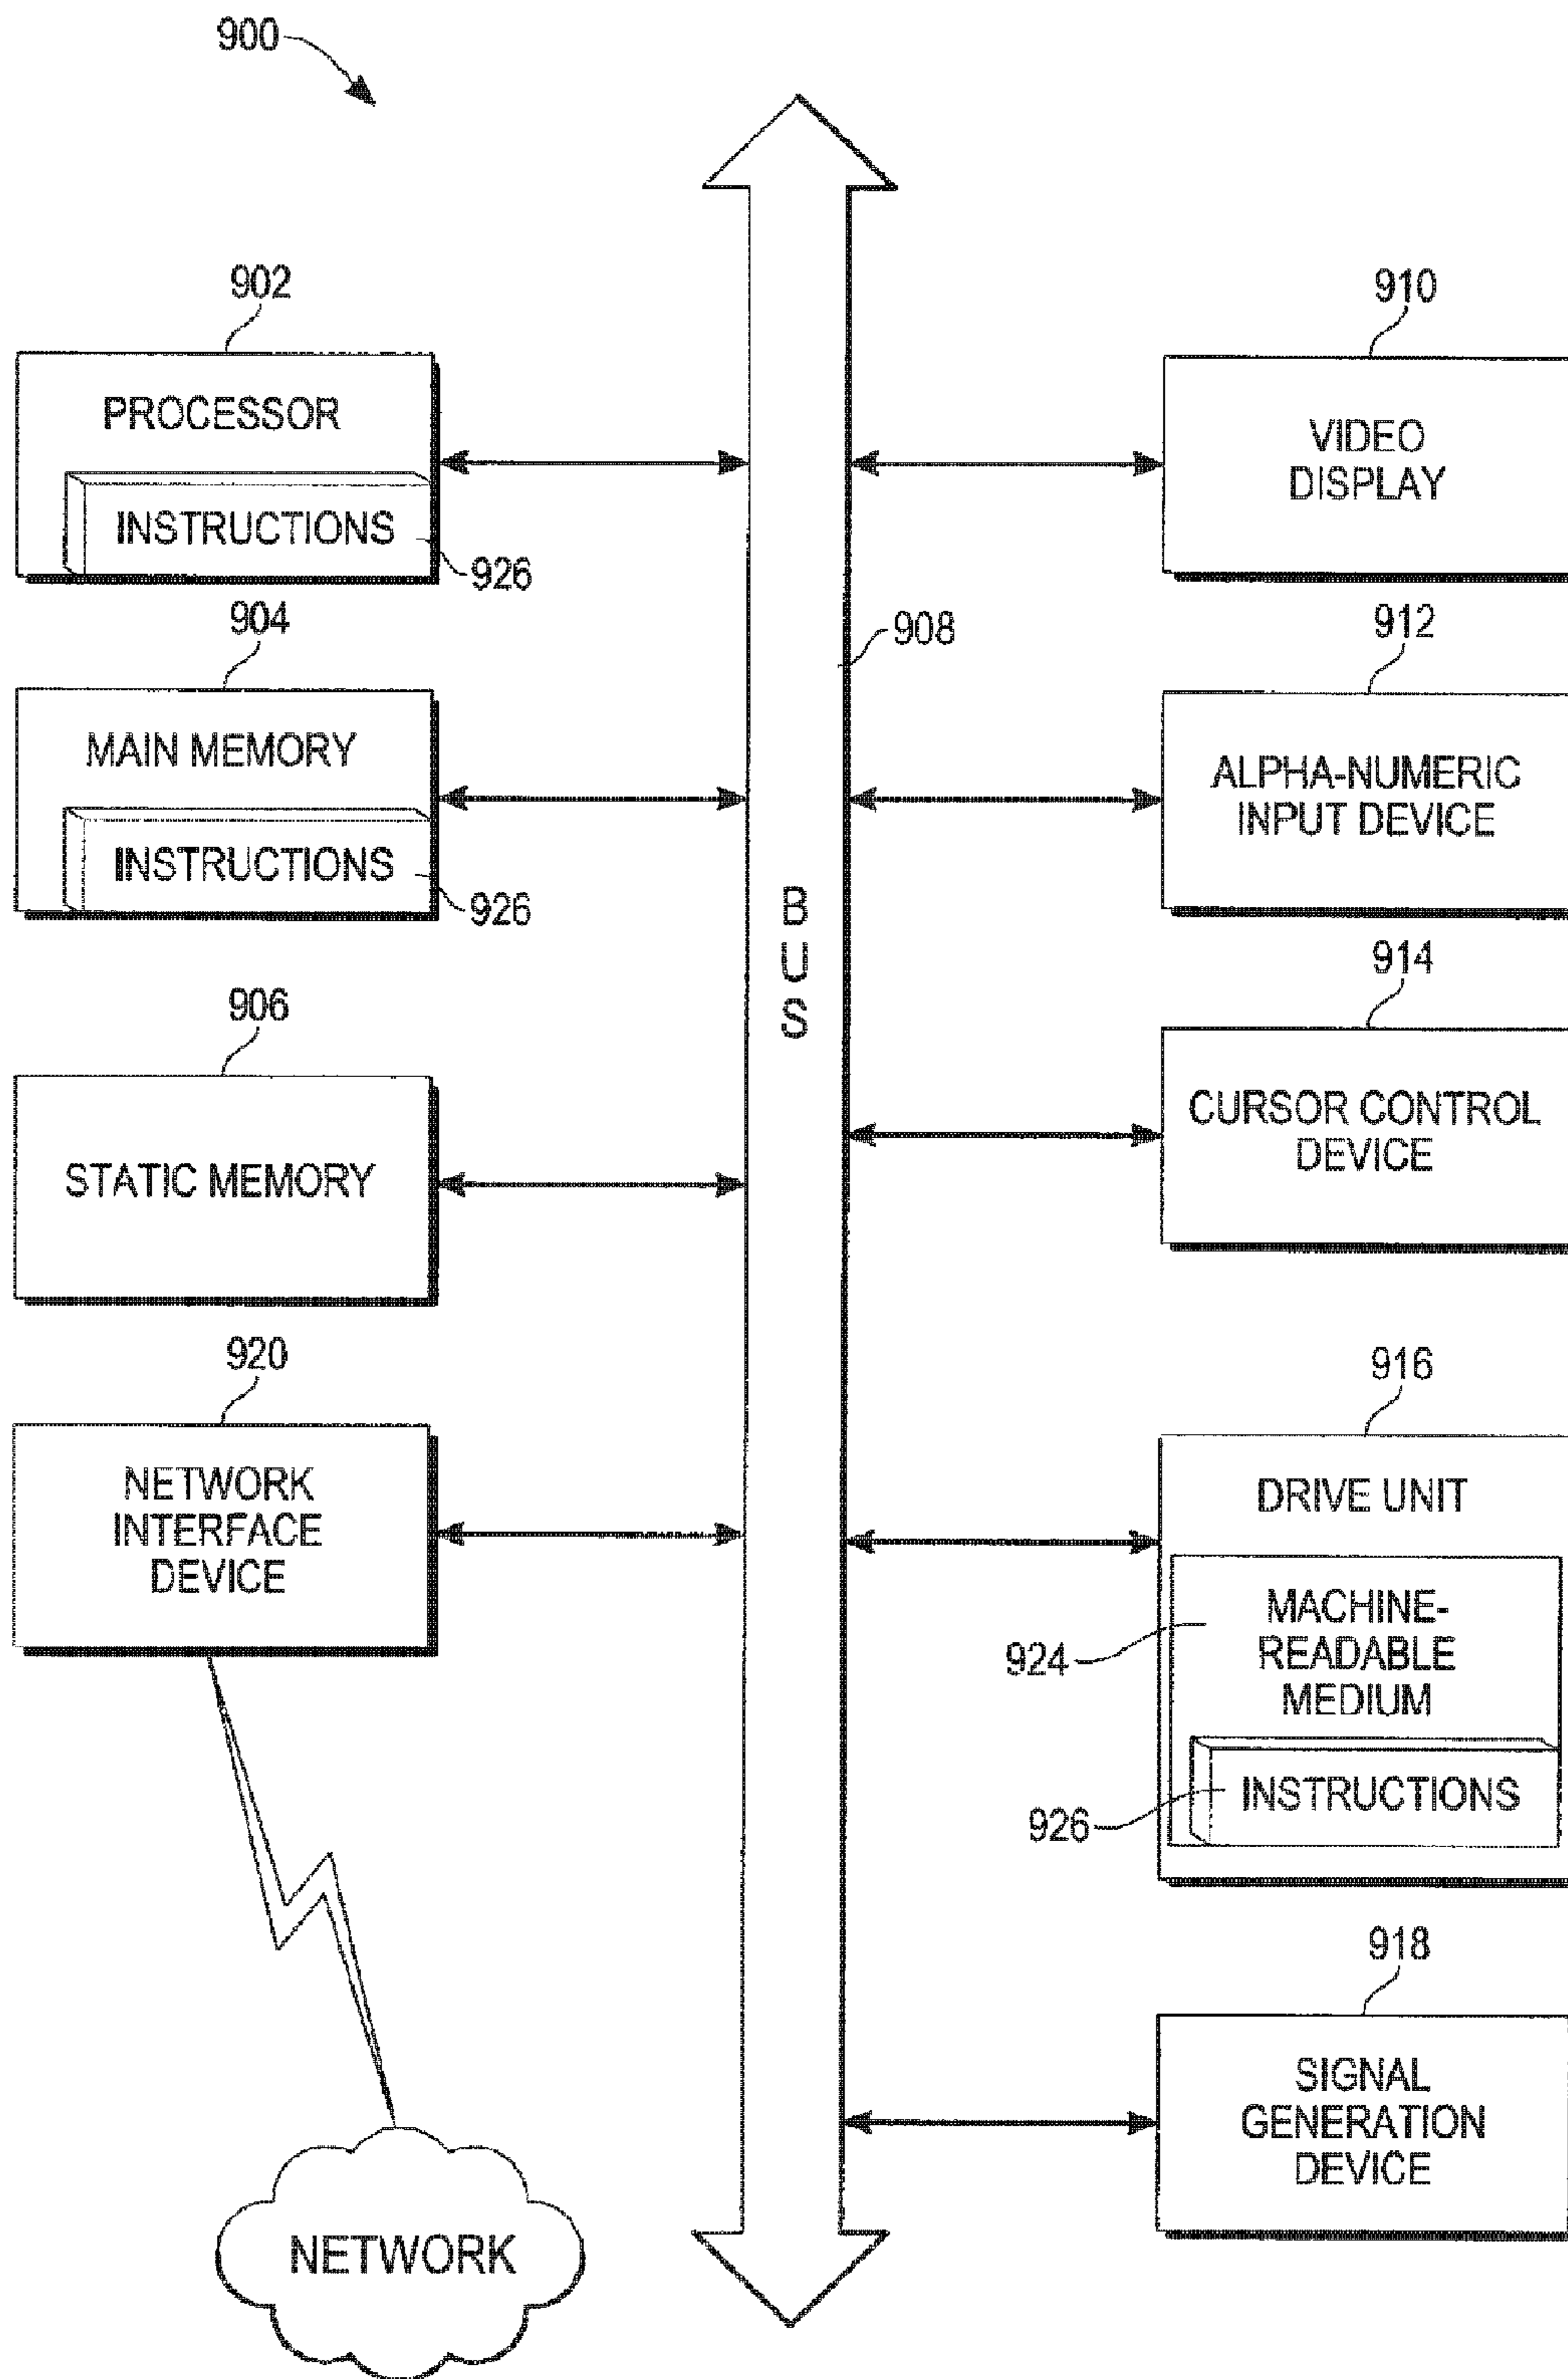 900
902
PROCESSOR
INSTRUCTIONS
926
904
MAIN MEMORY
INSTRUCTIONS
926
906
STATIC MEMORY
920
NETWORK
INTERFACE
DEVICE
NETWORK
908
BUS
910
VIDEO
DISPLAY
912
ALPHA-NUMERIC
INPUT DEVICE
914
CURSOR CONTROL
DEVICE
916
DRIVE UNIT
924
MACHINE-
READABLE
MEDIUM
926
INSTRUCTIONS
918
SIGNAL
GENERATION
DEVICE